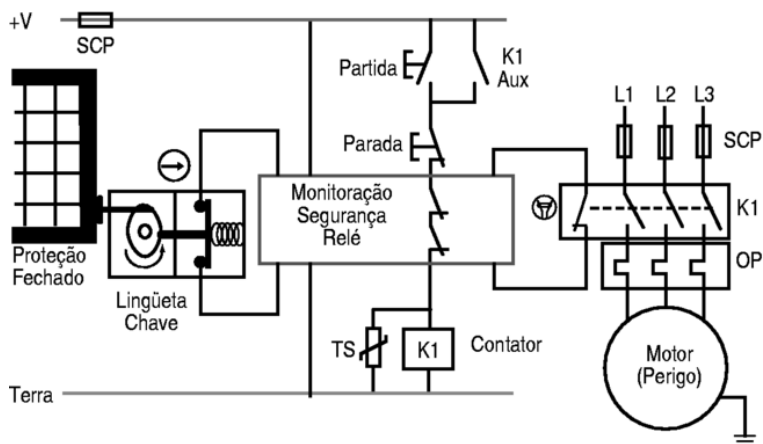 +V
SCP
Partida
K1
Aux
L1 L2 L3
SCP
Parada
Monitoração
Segurança
Relé
K1
Proteção
Fechado
OP
Lingüeta
Chave
TS
K1
Contator
Motor
(Perigo)
Terra